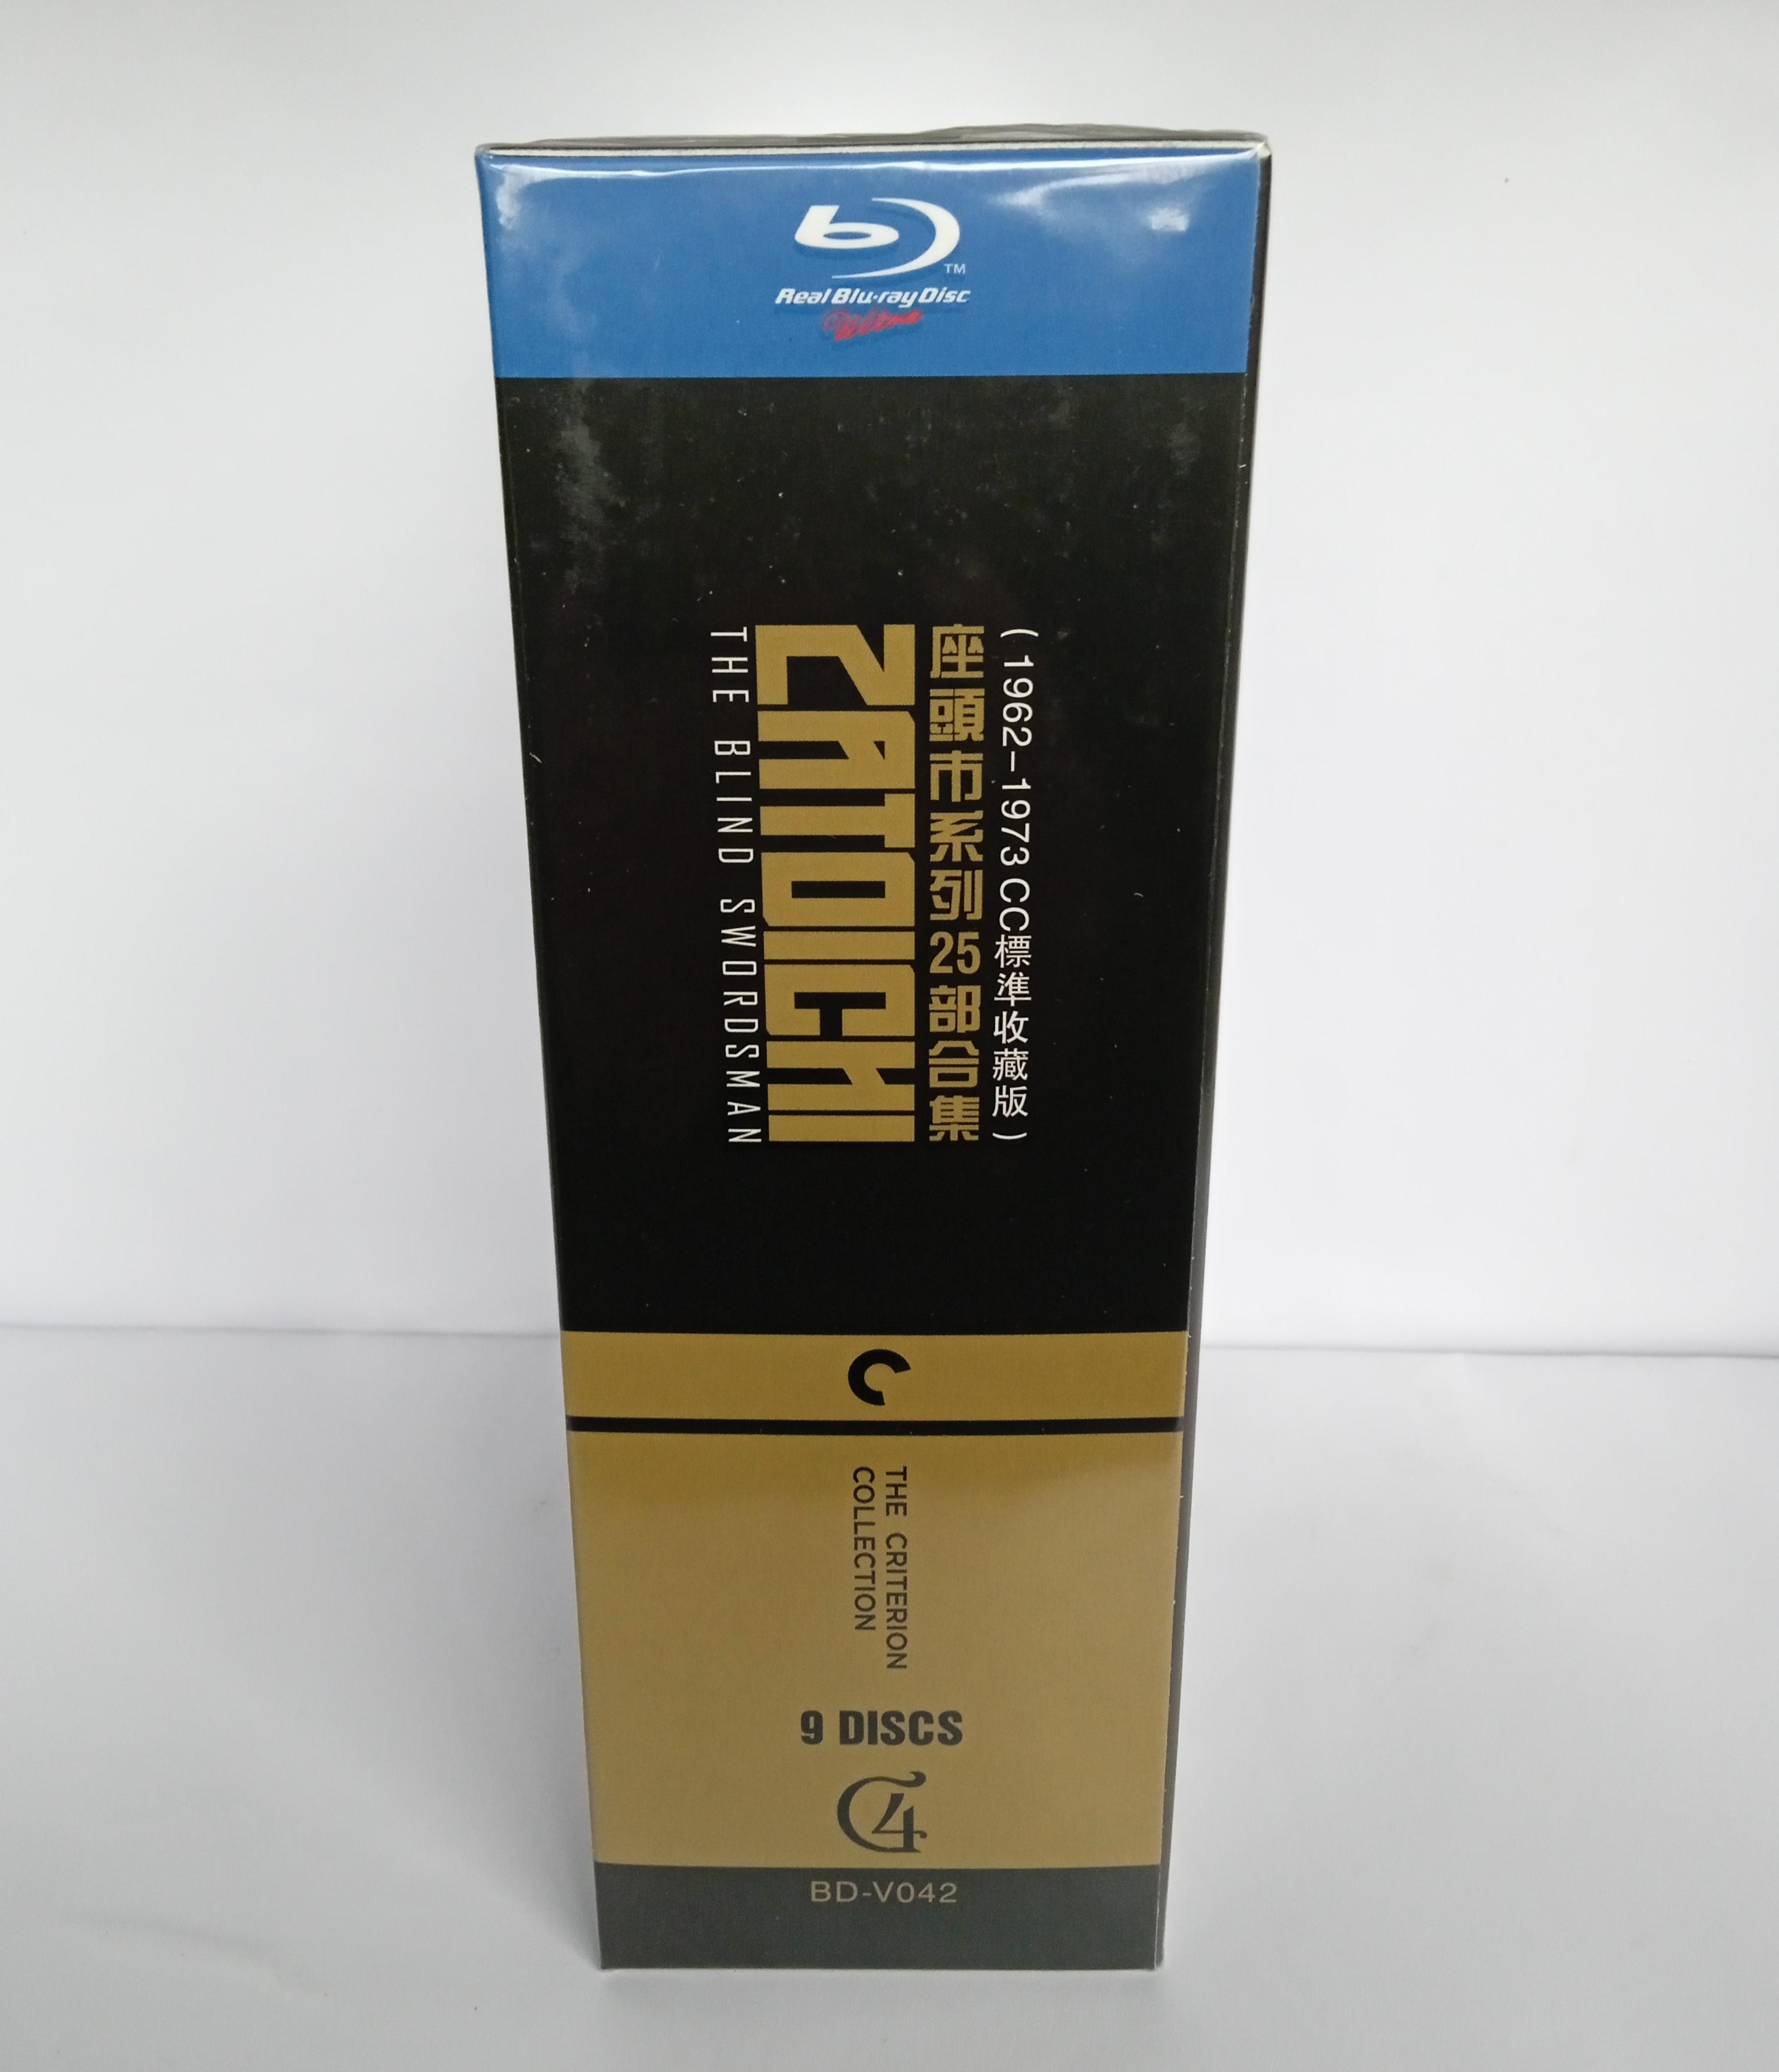 TM
Real Blu-ray Disc
(1962-1973 CC標準收藏版)
座頭市系列25部合集
ZATOICHI
THE BLIND SWORDSMAN
THE CRITERION
COLLECTION
9 DISCS
BD-V042